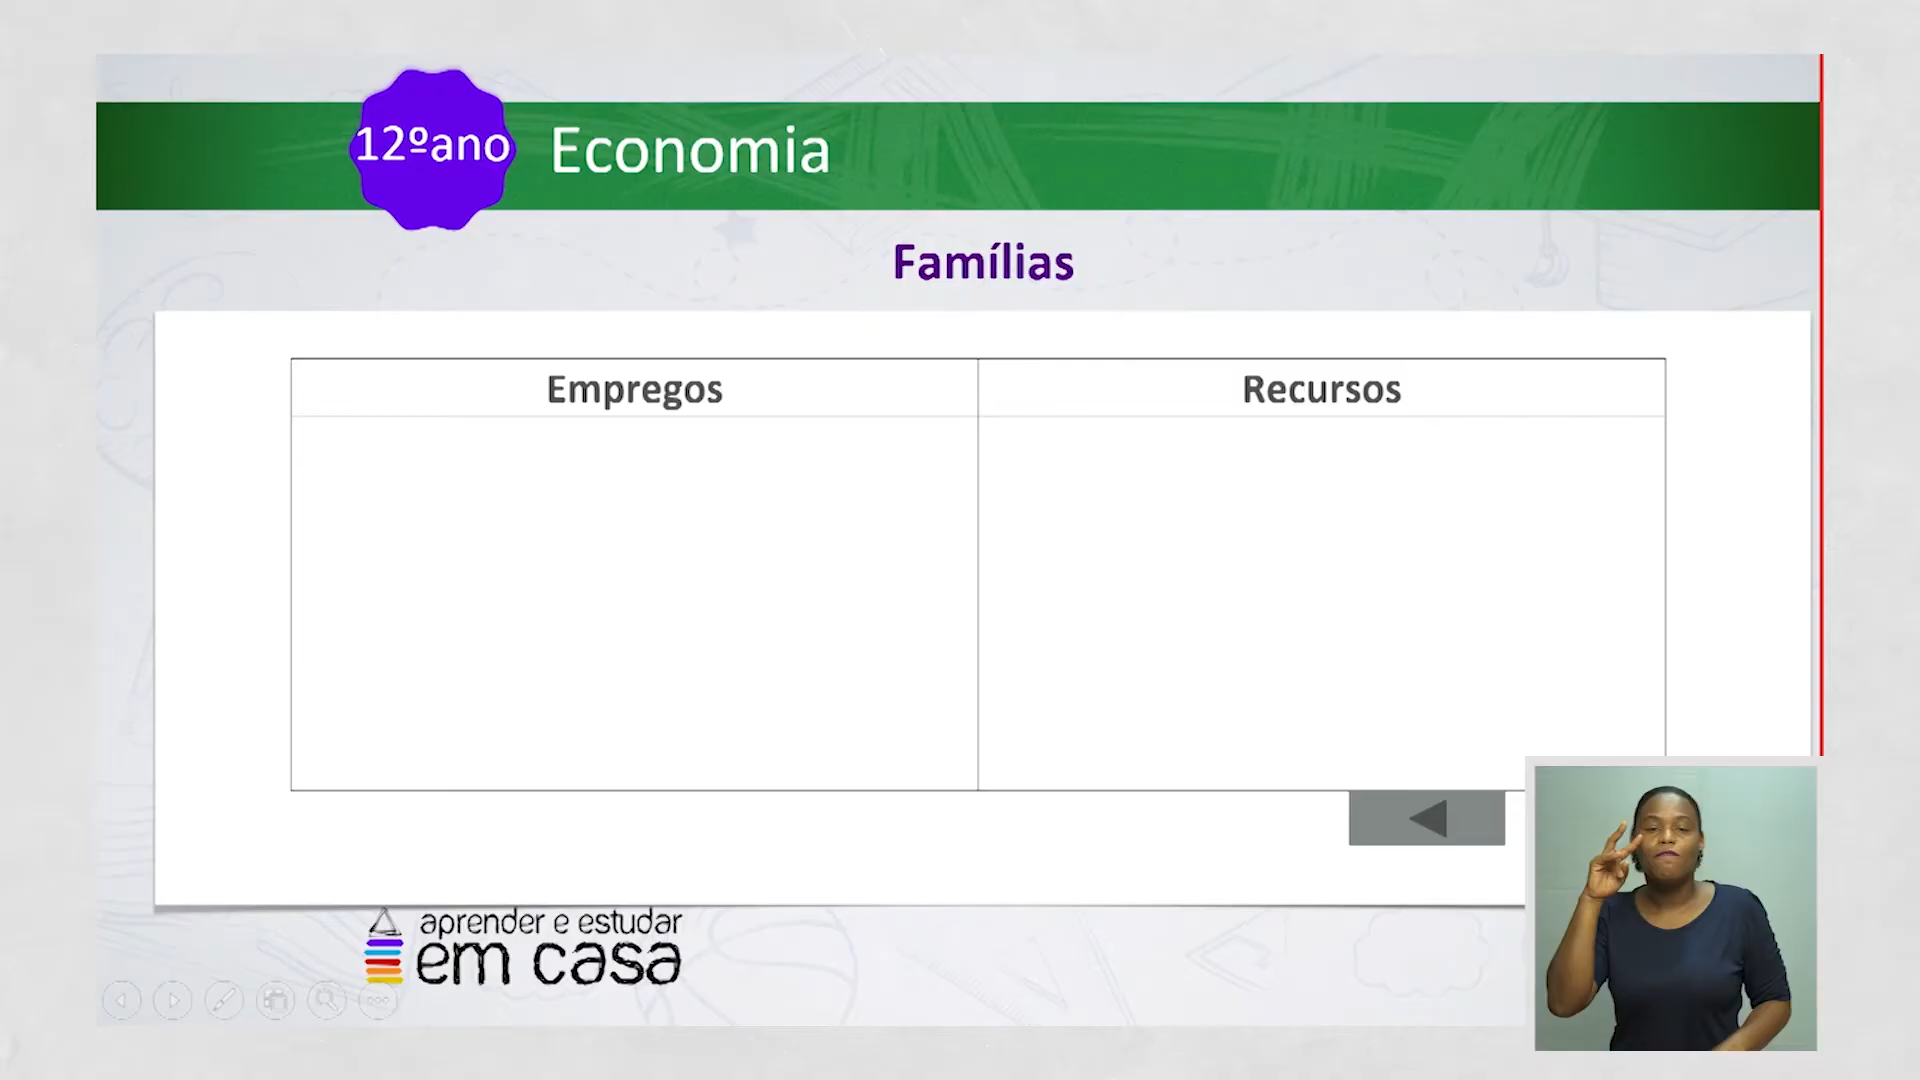 12ºano
Economia
Famílias
Empregos
Recursos
aprender e estudar
em casa